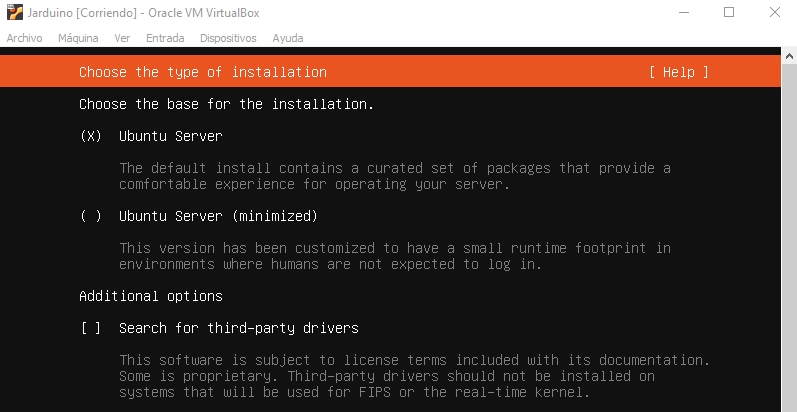 Jarduino [Corriendo] - Oracle VM VirtualBox
Archivo Máquina Ver Entrada Dispositivos Ayuda
Choose the type of installation [ Help ]
Choose the base for the installation.
(X) Ubuntu Server
The default install contains a curated set of packages that provide a
comfortable experience for operating your server.
( ) Ubuntu Server (minimized)
This version has been customized to have a small runtime footprint in
environments where humans are not expected to log in.
Additional options
[ ] Search for third-party drivers
This software is subject to license terms included with its documentation.
Some is proprietary. Third-party drivers should not be installed on
systems that will be used for FIPS or the real-time kernel.